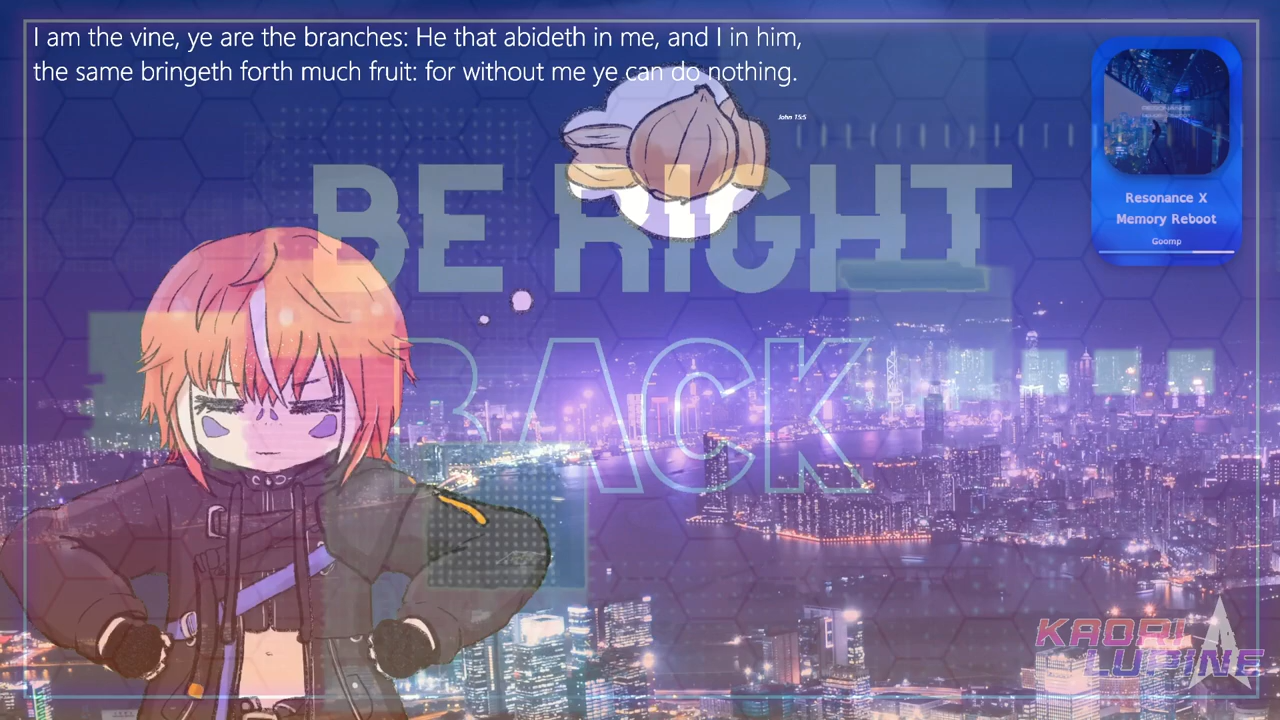 I am the vine, ye are the branches: He that abideth in me, and I in him,
the same bringeth forth much fruit: for without me ye can do nothing.
John 15:5
BE RIGHT
BACK
RESONANCE
Resonance X
Memory Reboot
Goomp
KAORI
LUPINE